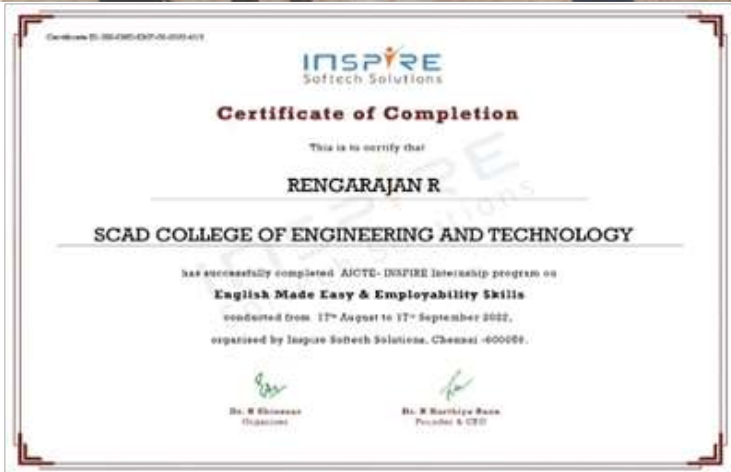 INSPIRE
Softech Solutions
Certificate of Completion
This is to certify that
RENGARAJAN R
SCAD COLLEGE OF ENGINEERING AND TECHNOLOGY
has successfully completed AICTE- INSPIRE Internship program on
English Made Easy & Employability Skills
conducted from 17th August to 17th September 2022,
organised by Inspire Softech Solutions, Chennai -600089.
Organizer
Founder & CEO